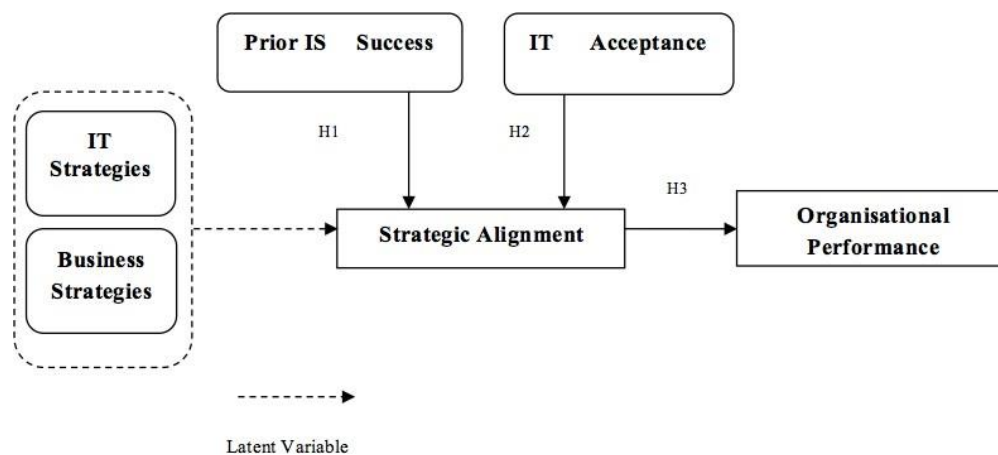 Prior IS Success
IT Acceptance
H1
H2
IT
Strategies
H3
Strategic Alignment
Organisational
Performance
Business
Strategies
Latent Variable